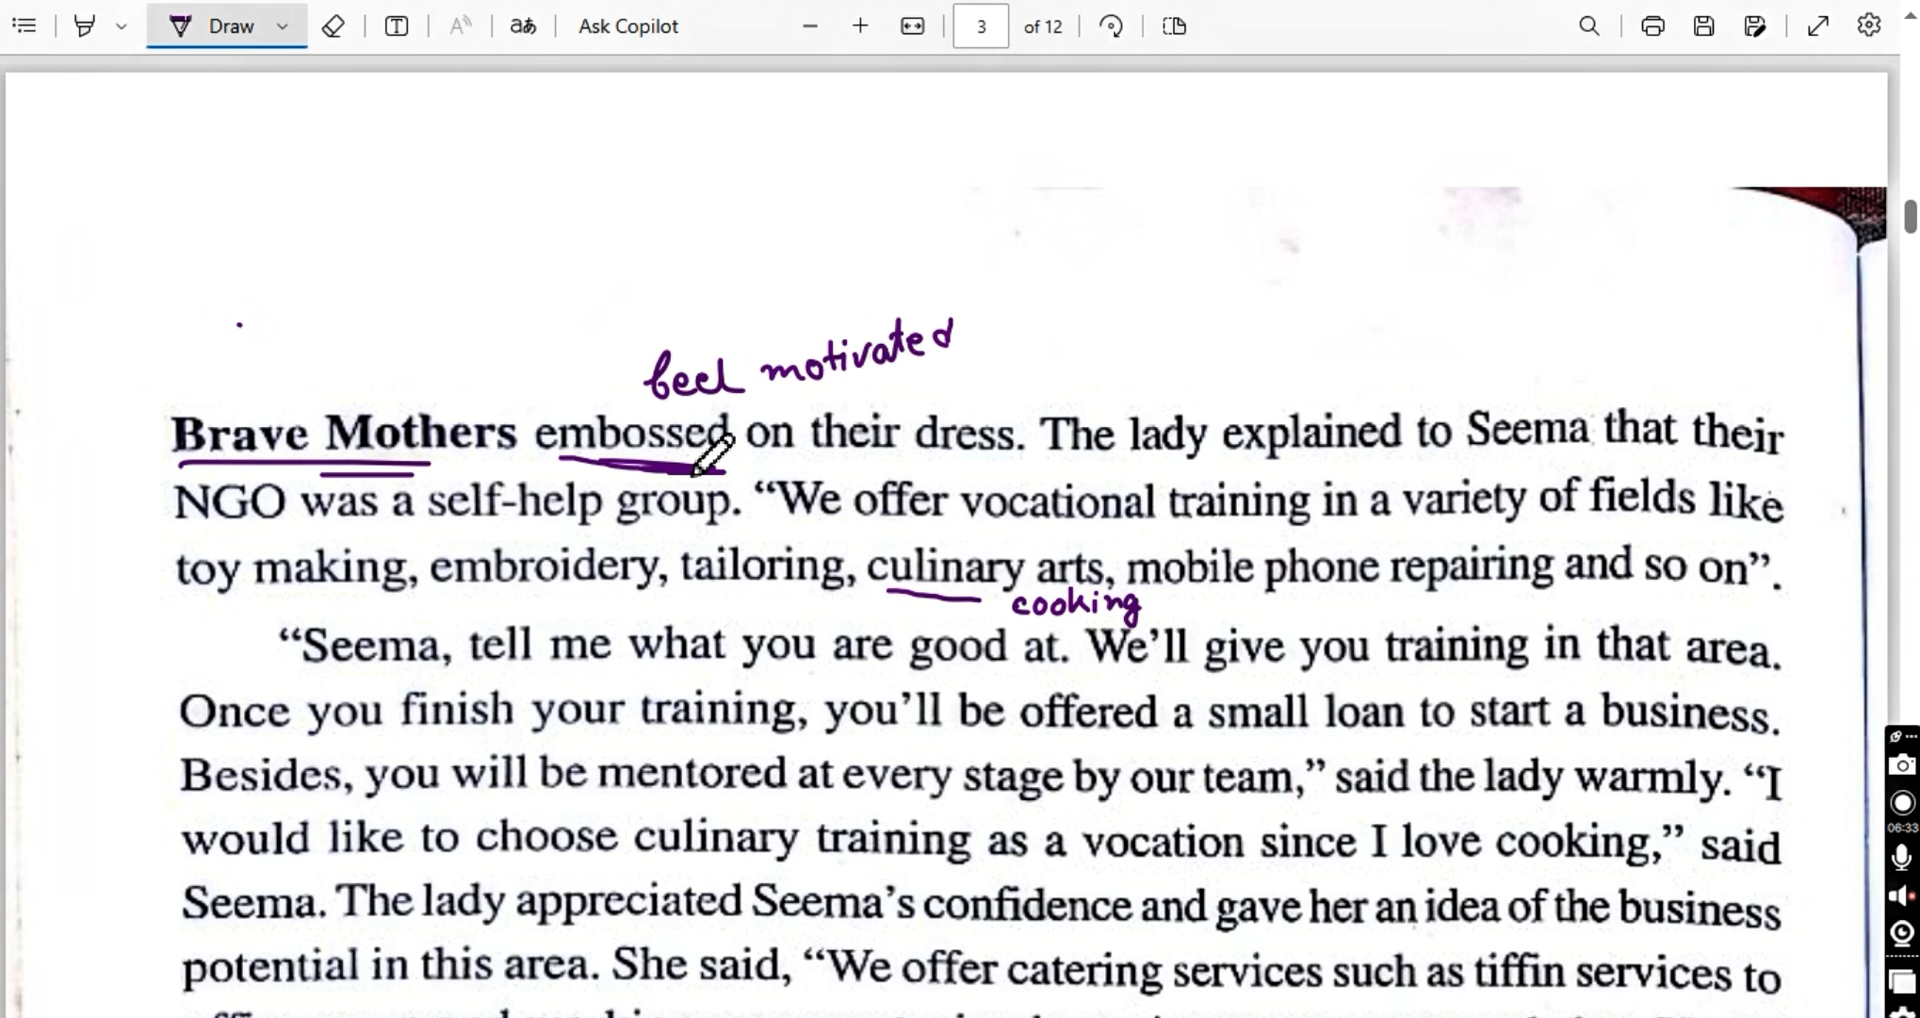 Draw
Ask Copilot
3 of 12
feel motivated
Brave Mothers embossed on their dress. The lady explained to Seema that their
NGO was a self-help group. “We offer vocational training in a variety of fields like
toy making, embroidery, tailoring, culinary arts, mobile phone repairing and so on”.
cooking
“Seema, tell me what you are good at. We’ll give you training in that area.
Once you finish your training, you’ll be offered a small loan to start a business.
Besides, you will be mentored at every stage by our team,” said the lady warmly. “I
would like to choose culinary training as a vocation since I love cooking,” said
Seema. The lady appreciated Seema’s confidence and gave her an idea of the business
potential in this area. She said, “We offer catering services such as tiffin services to
06:33